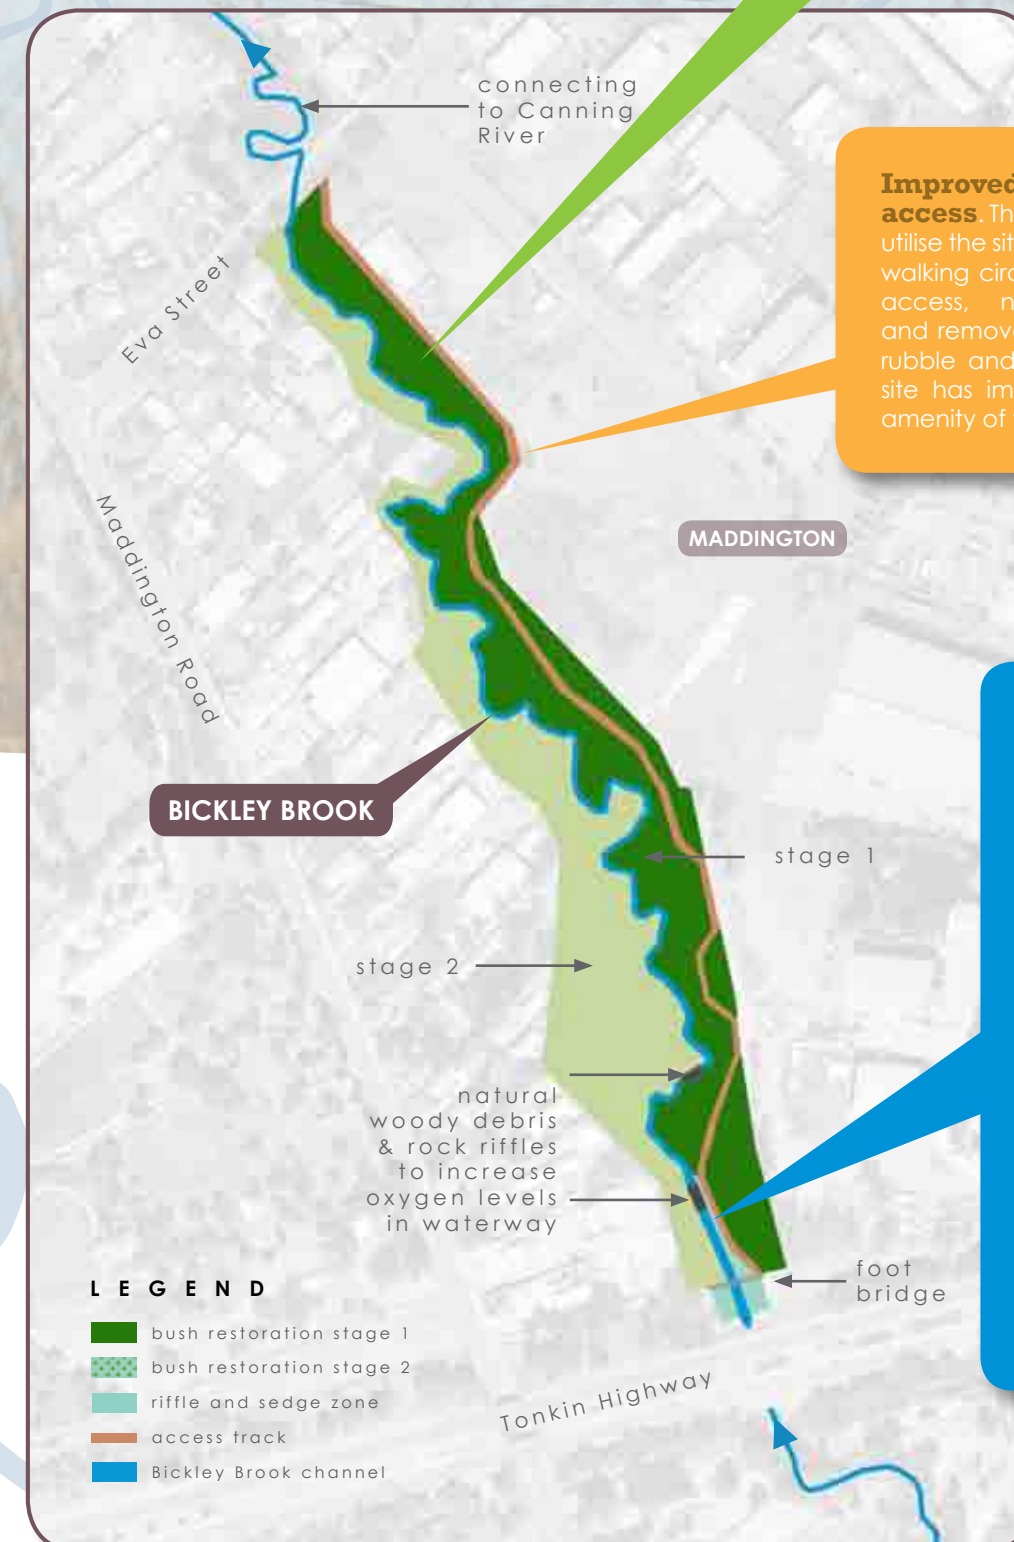 connecting
to Canning
River
Improved
access. Th
utilise the sit
walking circ
access, n
and remov
rubble and
site has im
amenity of
Eva Street
Maddington Road
MADDINGTON
BICKLEY BROOK
stage 1
stage 2
natural
woody debris
& rock riffles
to increase
oxygen levels
in waterway
foot
bridge
Tonkin Highway
LEGEND
bush restoration stage 1
bush restoration stage 2
riffle and sedge zone
access track
Bickley Brook channel